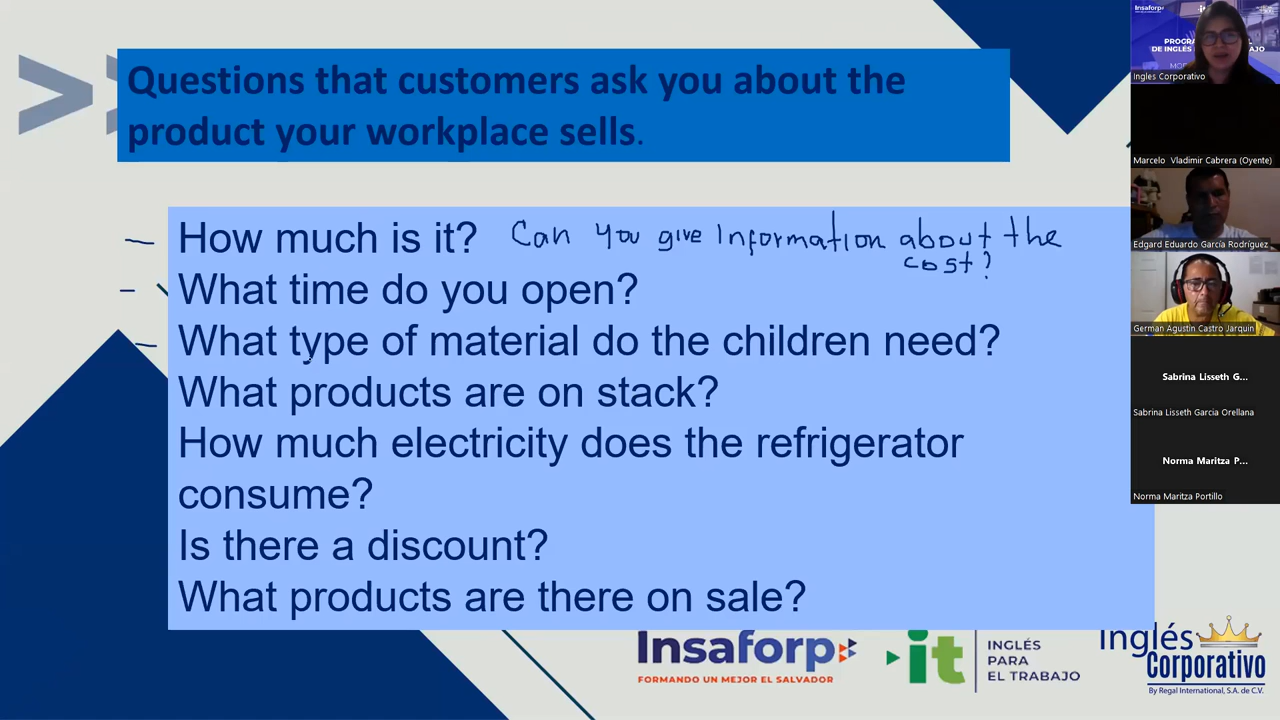 Questions that customers ask you about the
product your workplace sells.
How much is it? Can you give information about the
cost?
What time do you open?
What type of material do the children need?
What products are on stack?
How much electricity does the refrigerator
consume?
Is there a discount?
What products are there on sale?
Insaforp
FORMANDO UN MEJOR EL SALVADOR
it
INGLÉS
PARA
EL TRABAJO
Inglés
Corporativo
By Regal International, S.A. de C.V.
Insaforp
it
Ingles Corporativo
Marcelo Vladimir Cabrera (Oyente)
Edgard Eduardo García Rodríguez
German Agustín Castro Jarquin
Sabrina Lisseth G...
Sabrina Lisseth Garcia Orellana
Norma Maritza P...
Norma Maritza Portillo